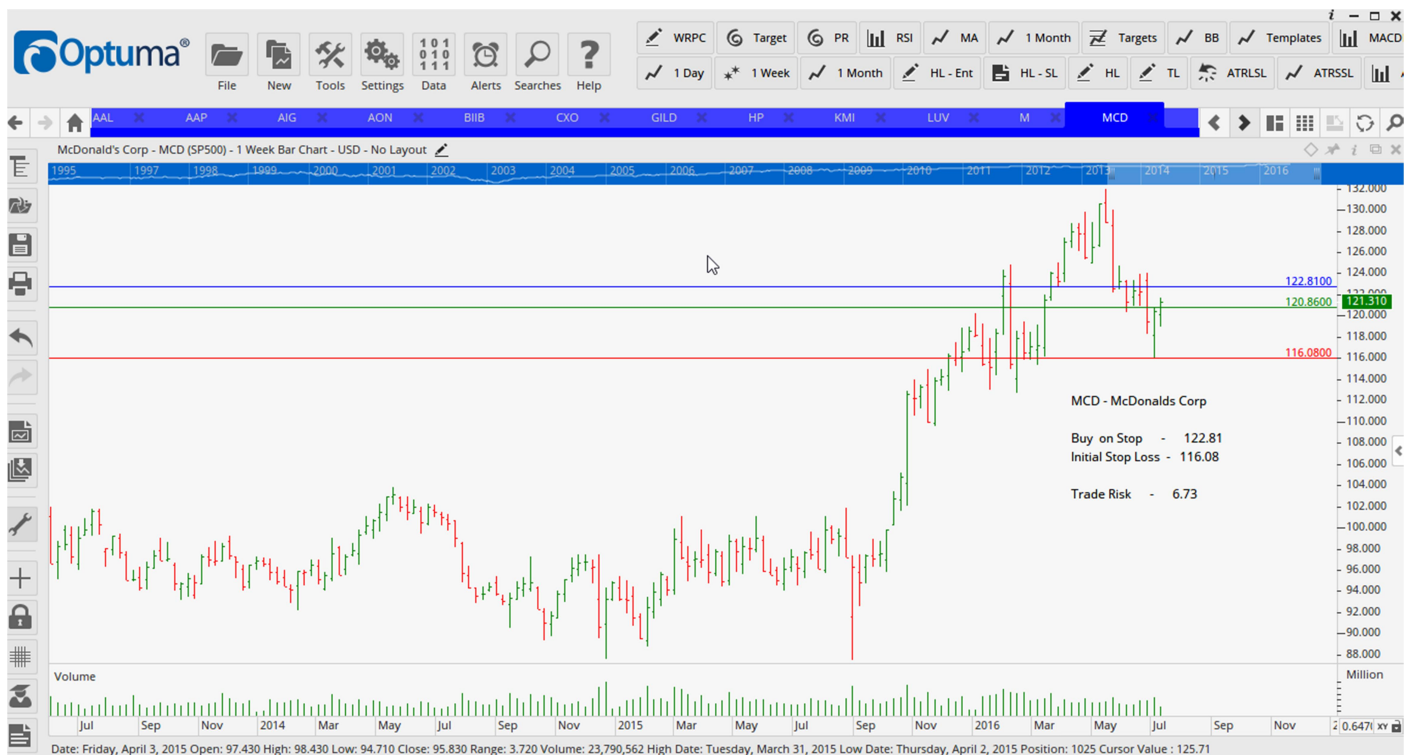 Optuma®
File New Tools Settings Data Alerts Searches Help
101
010
111
WRPC Target PR RSI MA 1 Month Targets BB Templates MACD
1 Day 1 Week 1 Month HL - Ent HL - SL HL TL ATRLSL ATRSSL
AAL AAP AIG AON BIIB CXO GILD HP KMI LUV M MCD
McDonald's Corp - MCD (SP500) - 1 Week Bar Chart - USD - No Layout
1995 1997 1998 1999 2000 2001 2002 2003 2004 2005 2006 2007 2008 2009 2010 2011 2012 2013 2014 2015 2016
132.000
130.000
128.000
126.000
124.000
122.8100
122.000
120.8600 121.310
120.000
118.000
116.0800
116.000
114.000
MCD - McDonalds Corp
112.000
110.000
Buy on Stop - 122.81
108.000
Initial Stop Loss - 116.08
106.000
104.000
Trade Risk - 6.73
102.000
100.000
98.000
96.000
94.000
92.000
90.000
88.000
Volume
Million
Jul Sep Nov 2014 Mar May Jul Sep Nov 2015 Mar May Jul Sep Nov 2016 Mar May Jul Sep Nov 2 0.647 XY
Date: Friday, April 3, 2015 Open: 97.430 High: 98.430 Low: 94.710 Close: 95.830 Range: 3.720 Volume: 23,790,562 High Date: Tuesday, March 31, 2015 Low Date: Thursday, April 2, 2015 Position: 1025 Cursor Value : 125.71